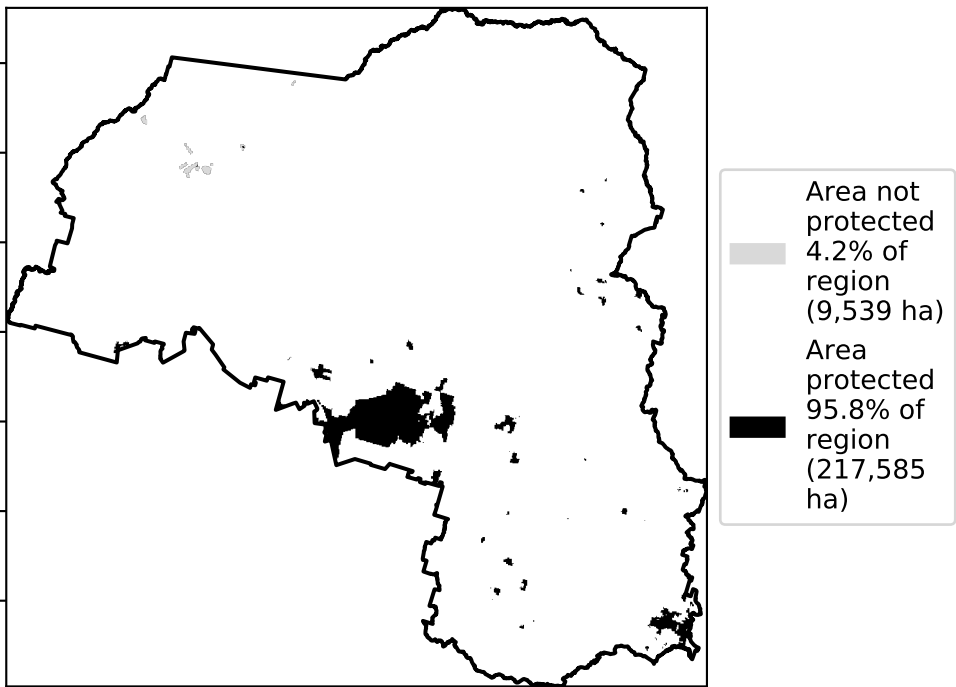 Area not
protected
4.2% of
region
(9,539 ha)
Area
protected
95.8% of
region
(217,585
ha)